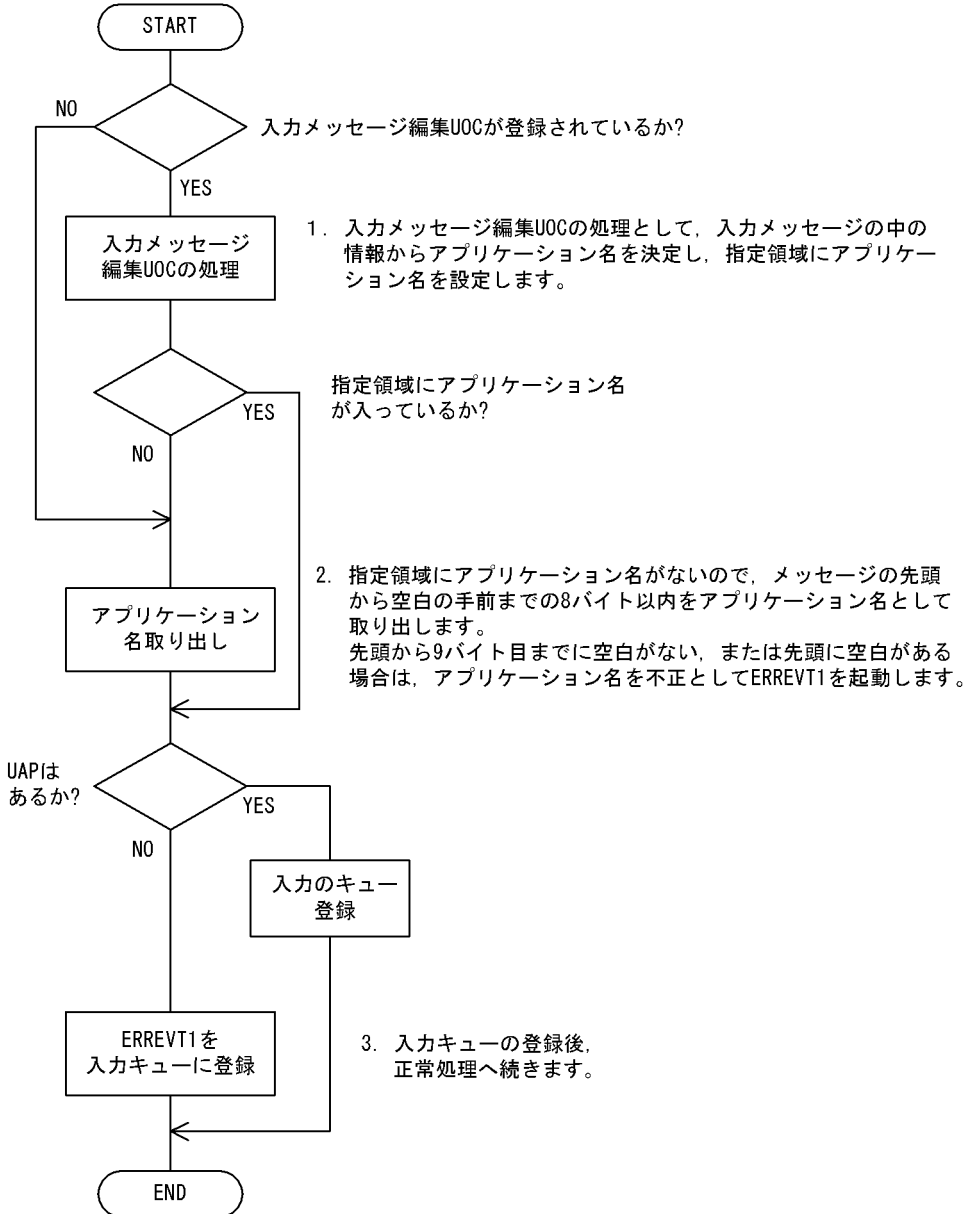 START
NO
入力メッセージ編集UOCが登録されているか?
YES
入力メッセージ
編集UOCの処理
1. 入力メッセージ編集UOCの処理として,入力メッセージの中の
情報からアプリケーション名を決定し,指定領域にアプリケー
ション名を設定します。
指定領域にアプリケーション名
が入っているか?
YES
NO
アプリケーション
名取り出し
2. 指定領域にアプリケーション名がないので,メッセージの先頭
から空白の手前までの8バイト以内をアプリケーション名として
取り出します。
先頭から9バイト目までに空白がない,または先頭に空白がある
場合は,アプリケーション名を不正としてERREVT1を起動します。
UAPは
あるか?
YES
NO
入力のキュー
登録
ERREVT1を
入力キューに登録
3. 入力キューの登録後,
正常処理へ続きます。
END